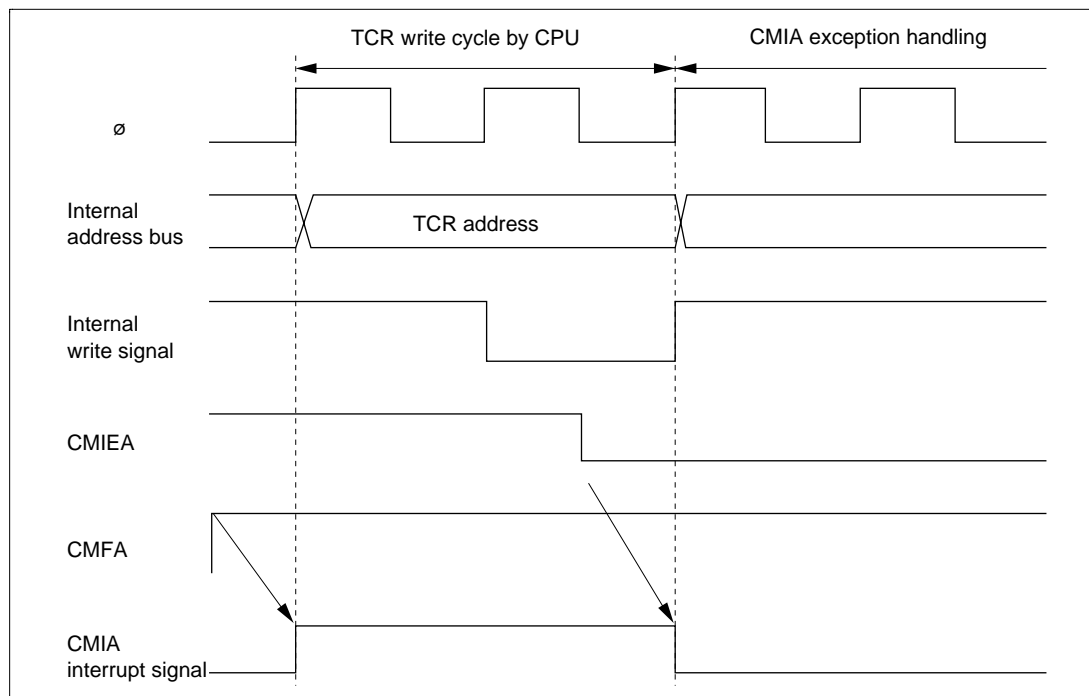 TCR write cycle by CPU
CMIA exception handling
ø
Internal
address bus
TCR address
Internal
write signal
CMIEA
CMFA
CMIA
interrupt signal